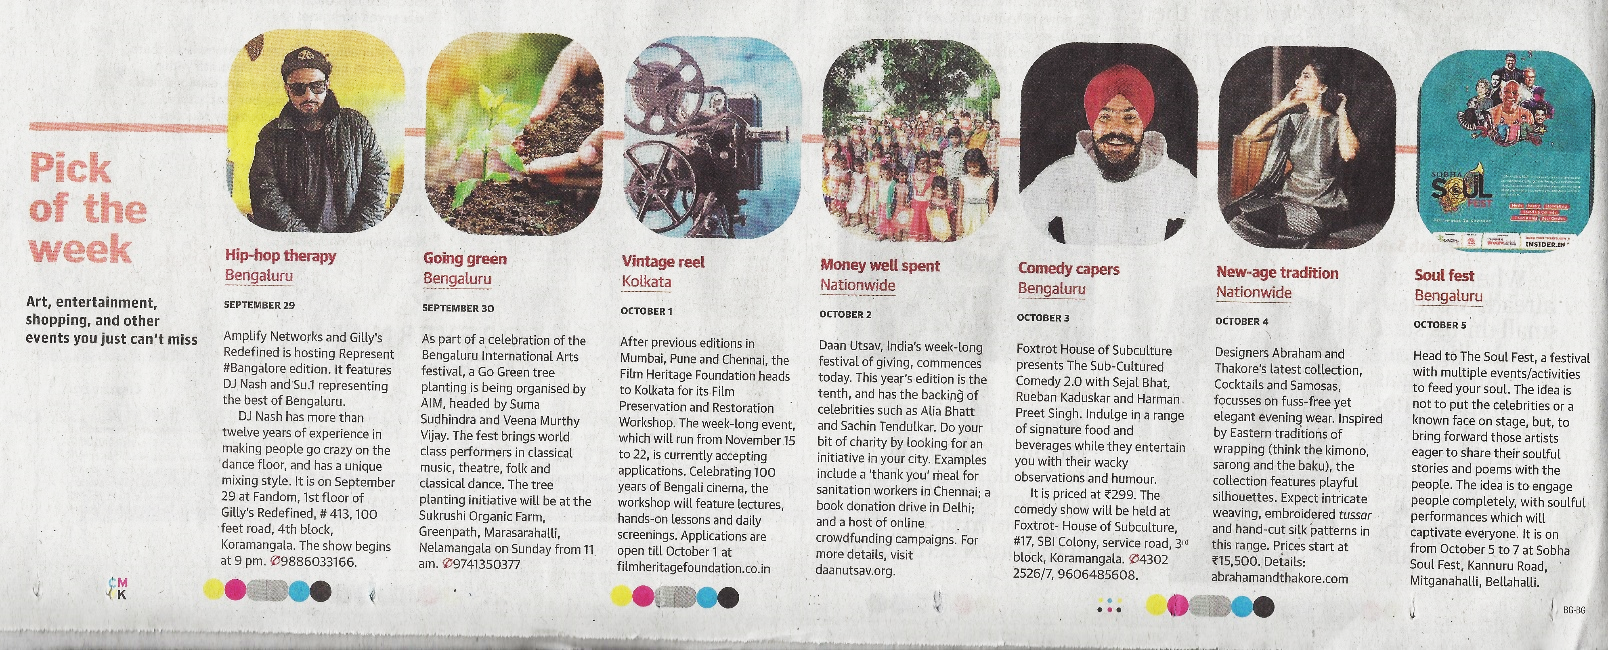 Pick
of the
week
Art, entertainment,
shopping, and other
events you just can't miss
Hip-hop therapy
Bengaluru
SEPTEMBER 29
Amplify Networks and Gilly's
Redefined is hosting Represent
#Bangalore edition. It features
DJ Nash and Su.1 representing
the best of Bengaluru.
DJ Nash has more than
twelve years of experience in
making people go crazy on the
dance floor, and has a unique
mixing style. It is on September
29 at Fandom, 1st floor of
Gilly's Redefined, # 413, 100
feet road, 4th block,
Koramangala. The show begins
at 9 pm. ✆9886033166.
Going green
Bengaluru
SEPTEMBER 30
As part of a celebration of the
Bengaluru International Arts
festival, a Go Green tree
planting is being organised by
AIM, headed by Suma
Sudhindra and Veena Murthy
Vijay. The fest brings world
class performers in classical
music, theatre, folk and
classical dance. The tree
planting initiative will be at the
Sukrushi Organic Farm,
Greenpath, Marasarahalli,
Nelamangala on Sunday from 11
am. ✆9741350377
Vintage reel
Kolkata
OCTOBER 1
After previous editions in
Mumbai, Pune and Chennai, the
Film Heritage Foundation heads
to Kolkata for its Film
Preservation and Restoration
Workshop. The week-long event,
which will run from November 15
to 22, is currently accepting
applications. Celebrating 100
years of Bengali cinema, the
workshop will feature lectures,
hands-on lessons and daily
screenings. Applications are
open till October 1 at
filmheritagefoundation.co.in
Money well spent
Nationwide
OCTOBER 2
Daan Utsav, India's week-long
festival of giving, commences
today. This year's edition is the
tenth, and has the backing of
celebrities such as Alia Bhatt
and Sachin Tendulkar. Do your
bit of charity by looking for an
initiative in your city. Examples
include a 'thank you' meal for
sanitation workers in Chennai; a
book donation drive in Delhi;
and a host of online
crowdfunding campaigns. For
more details, visit
daanutsav.org.
Comedy capers
Bengaluru
OCTOBER 3
Foxtrot House of Subculture
presents The Sub-Cultured
Comedy 2.0 with Sejal Bhat,
Rueban Kaduskar and Harman
Preet Singh. Indulge in a range
of signature food and
beverages while they entertain
you with their wacky
observations and humour.
It is priced at ₹299. The
comedy show will be held at
Foxtrot- House of Subculture,
#17, SBI Colony, service road, 3rd
block, Koramangala. ✆4302
2526/7, 9606485608.
New-age tradition
Nationwide
OCTOBER 4
Designers Abraham and
Thakore's latest collection,
Cocktails and Samosas,
focusses on fuss-free yet
elegant evening wear. Inspired
by Eastern traditions of
wrapping (think the kimono,
sarong and the baku), the
collection features playful
silhouettes. Expect intricate
weaving, embroidered tussar
and hand-cut silk patterns in
this range. Prices start at
₹15,500. Details:
abrahamandthakore.com
SOBHA
SOUL
FEST
INSIDER.IN
Soul fest
Bengaluru
OCTOBER 5
Head to The Soul Fest, a festival
with multiple events/activities
to feed your soul. The idea is
not to put the celebrities or a
known face on stage, but, to
bring forward those artists
eager to share their soulful
stories and poems with the
people. The idea is to engage
people completely, with soulful
performances which will
captivate everyone. It is on
from October 5 to 7 at Sobha
Soul Fest, Kannuru Road,
Mitganahalli, Bellahalli.
CM
YK
BG-BG